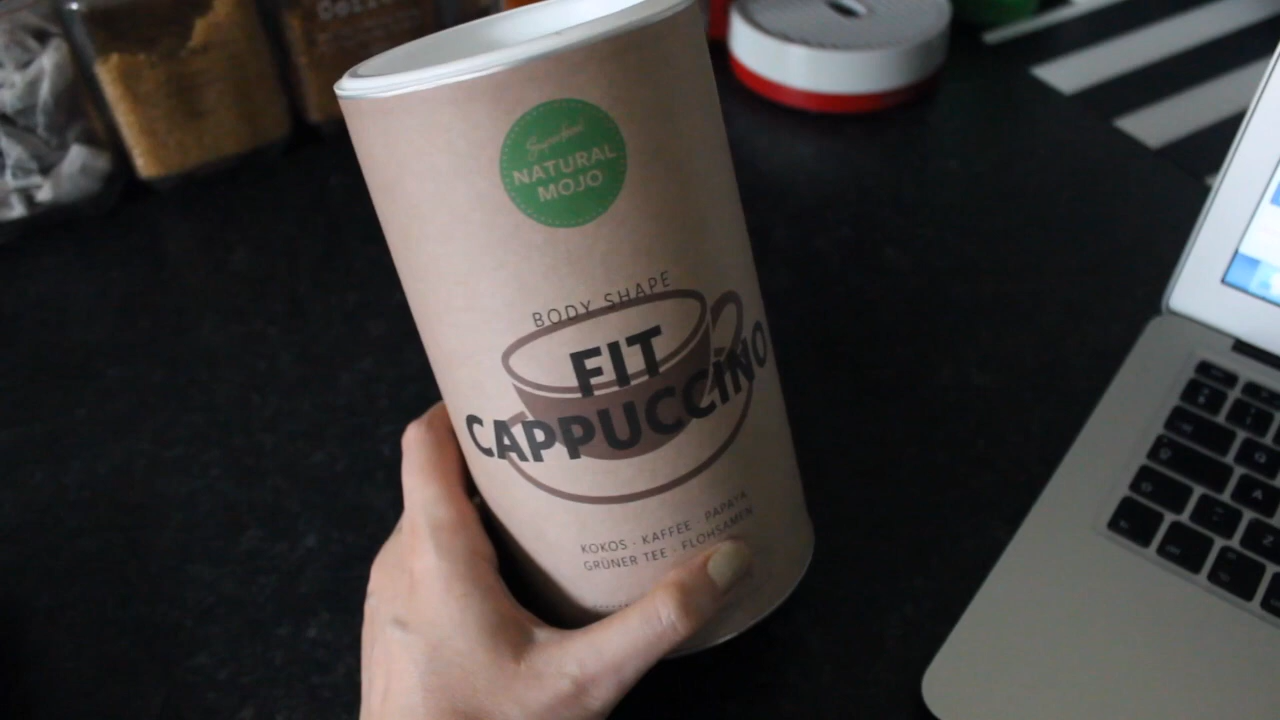 Superfood
NATURAL
MOJO
BODY SHAPE
FIT
CAPPUCCINO
KOKOS · KAFFEE · PAPAYA
GRÜNER TEE · FLOHSAMEN